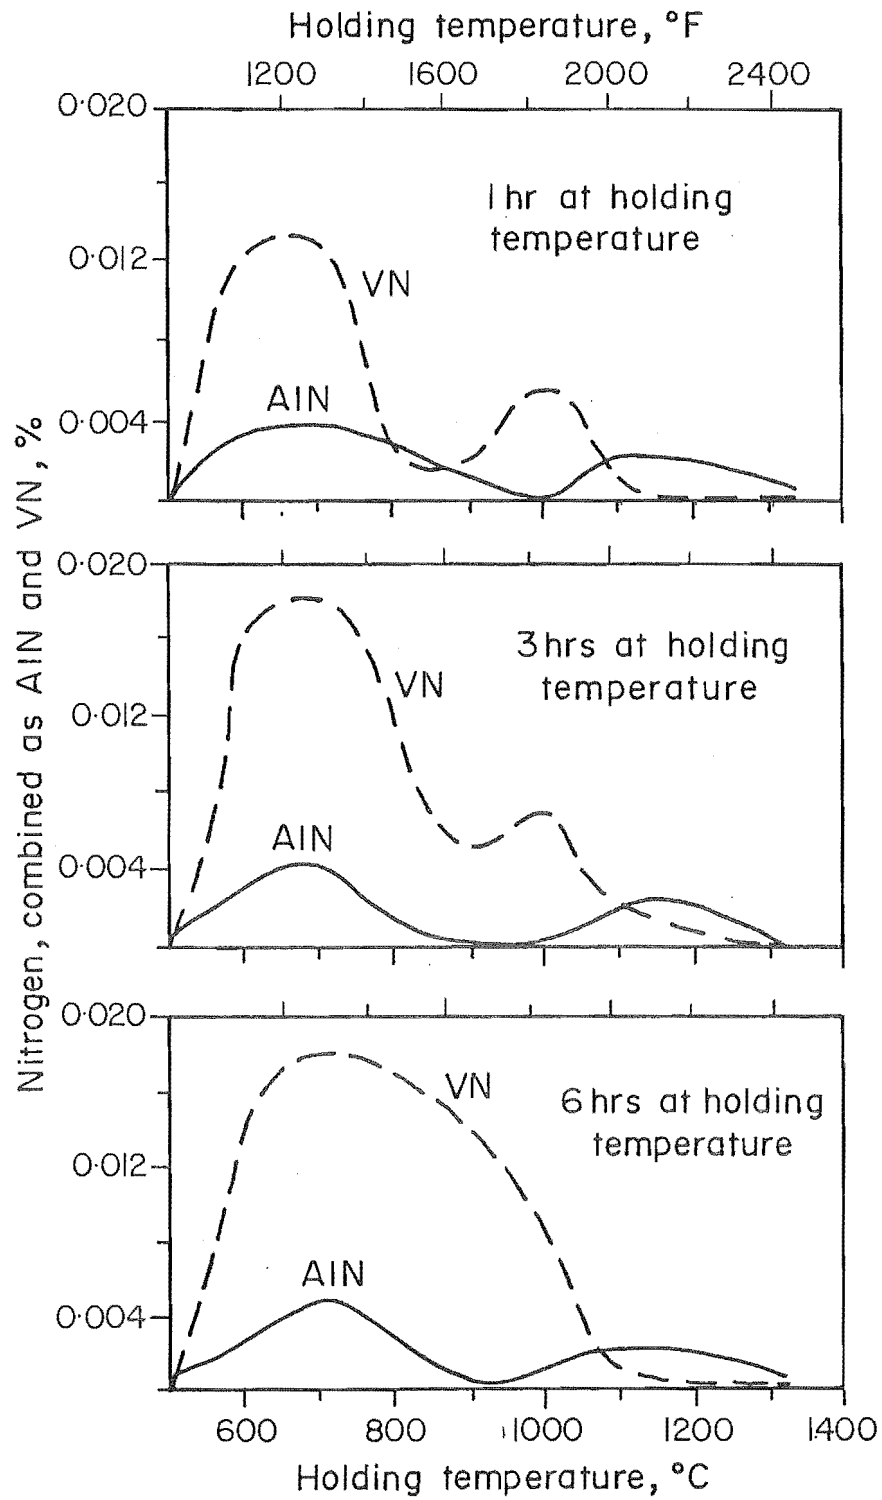 Holding temperature, °F
1200 1600 2000 2400
0·020
1 hr at holding
temperature
0·012
VN
AlN
0·004
0·020
3 hrs at holding
temperature
VN
0·012
AlN
0·004
Nitrogen, combined as AlN and VN, %
0·020
VN
6 hrs at holding
temperature
0·012
AlN
0·004
600 800 1000 1200 1400
Holding temperature, °C